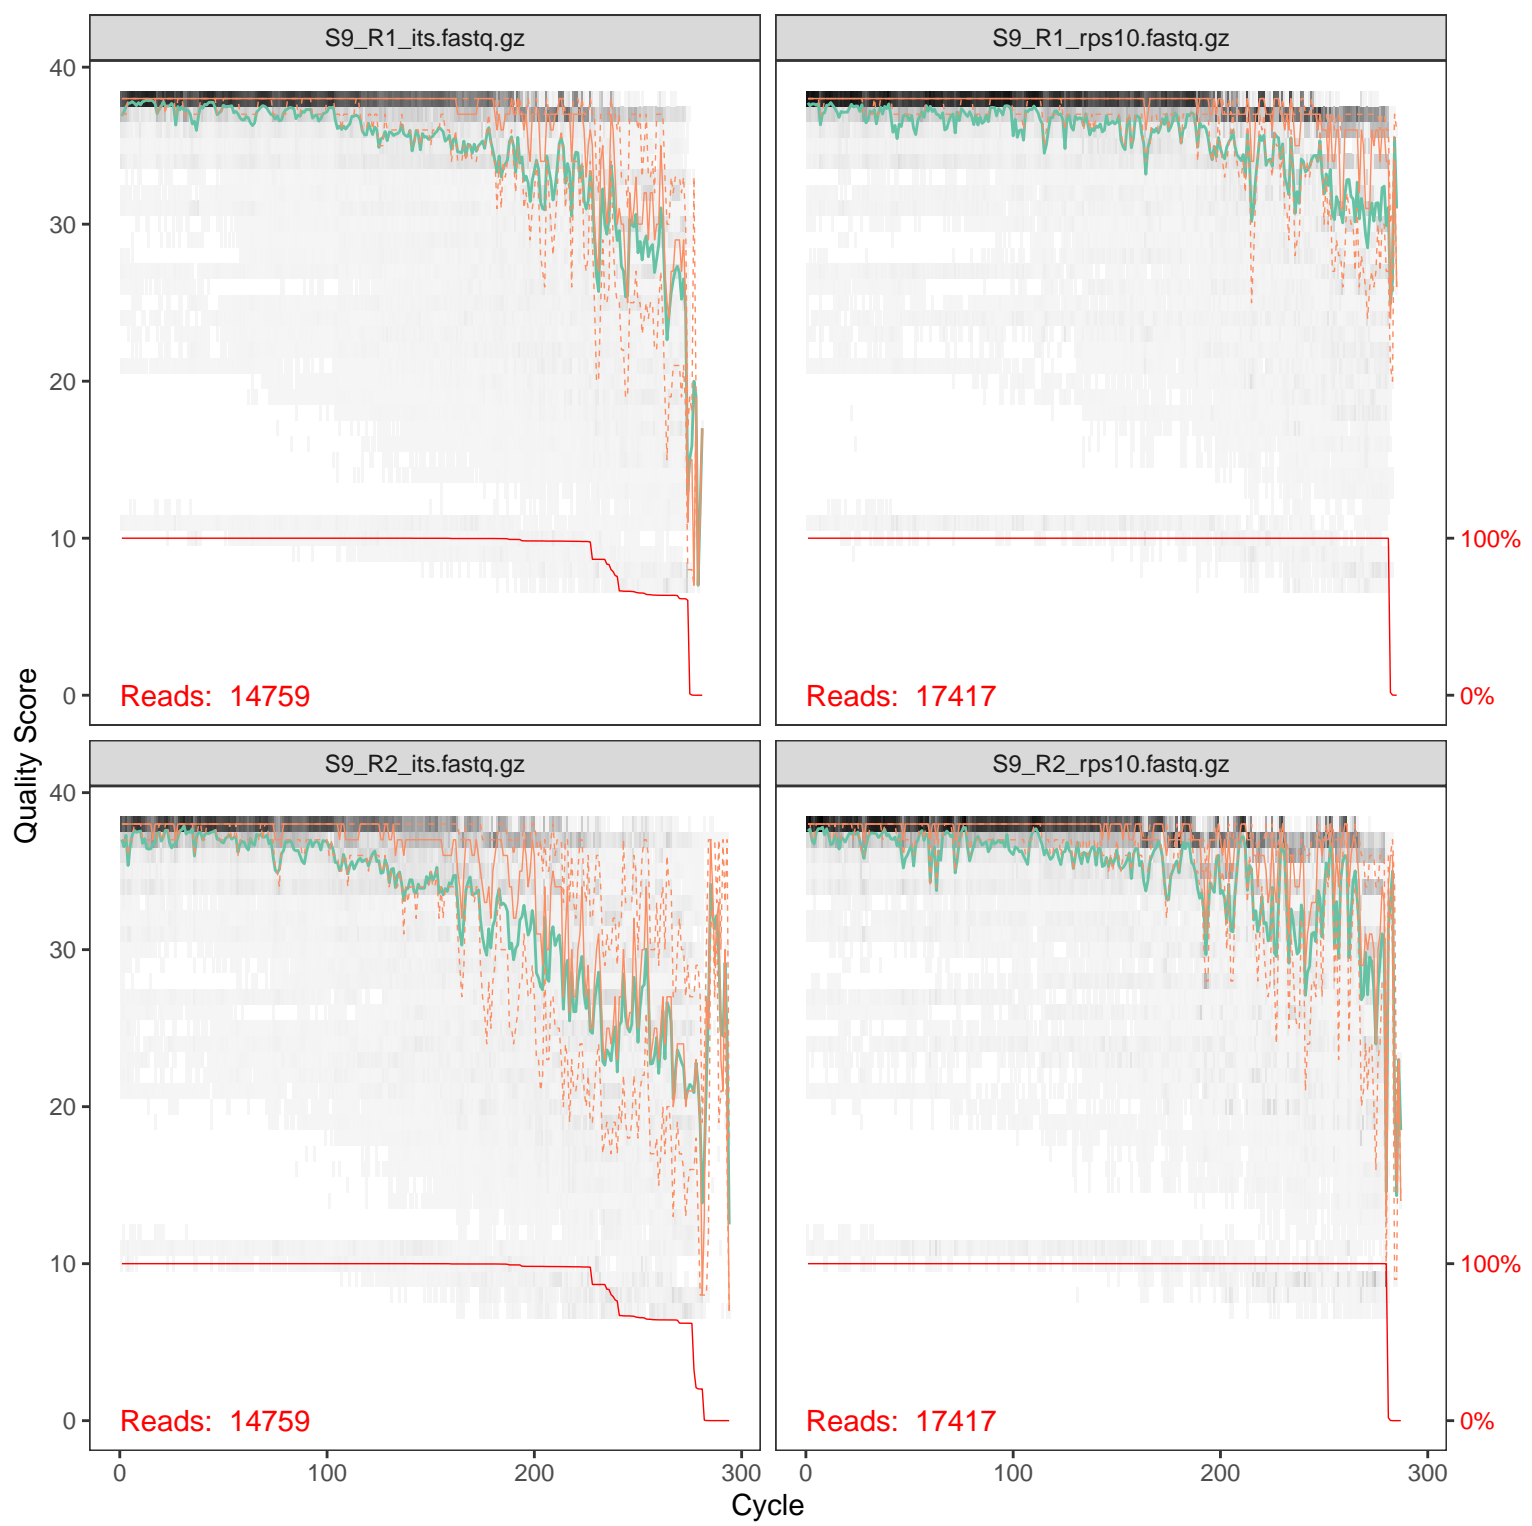 S9_R1_its.fastq.gz
S9_R1_rps10.fastq.gz
40
30
20
10
0
100%
0%
Reads: 14759
Reads: 17417
Quality Score
S9_R2_its.fastq.gz
S9_R2_rps10.fastq.gz
40
30
20
10
0
100%
0%
Reads: 14759
Reads: 17417
0
100
200
300
0
100
200
300
Cycle